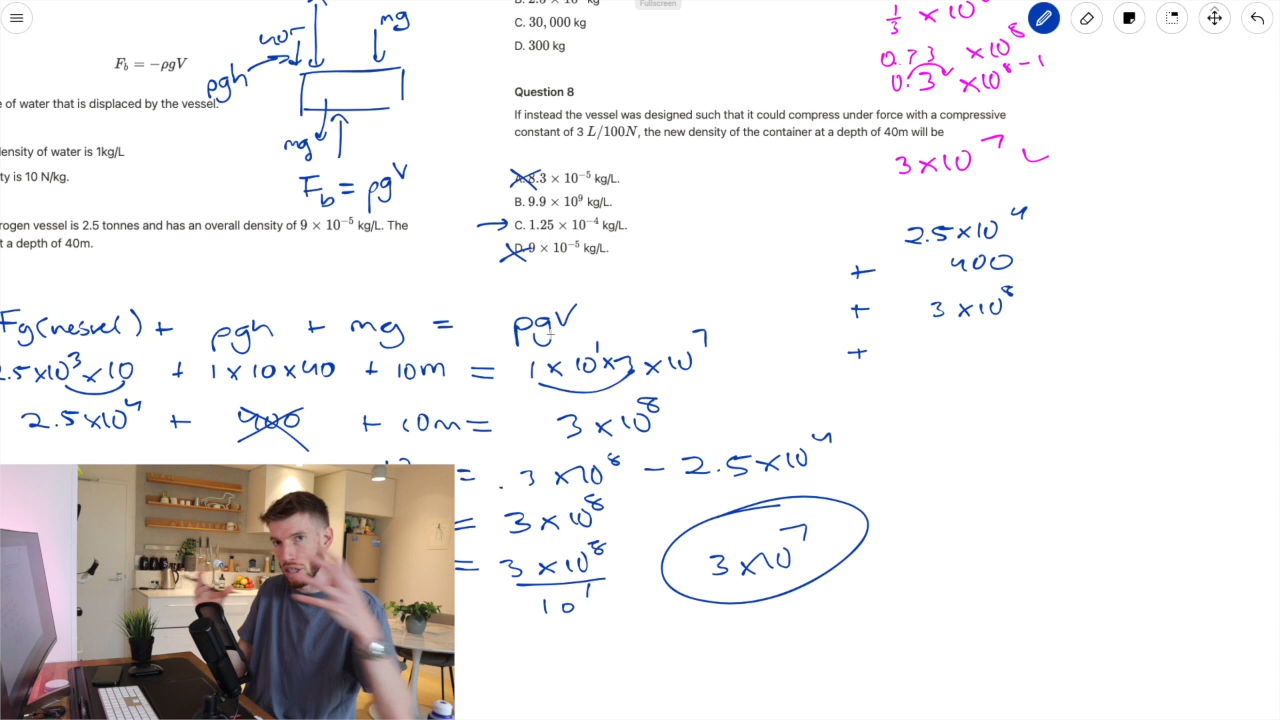 Fullscreen
C. 30,000 kg
D. 300 kg
F_b = −ρgV
e of water that is displaced by the vessel.
ensity of water is 1kg/L
ty is 10 N/kg.
rogen vessel is 2.5 tonnes and has an overall density of 9 × 10⁻⁵ kg/L. The
t a depth of 40m.
mg
ρgh
mg
F_b = ρgV
Question 8
If instead the vessel was designed such that it could compress under force with a compressive
constant of 3 L/100N, the new density of the container at a depth of 40m will be
A. 8.3 × 10⁻⁵ kg/L.
B. 9.9 × 10⁹ kg/L.
C. 1.25 × 10⁻⁴ kg/L.
D. 9 × 10⁻⁵ kg/L.
× 10⁸
0.3 × 10⁸⁻¹
3 × 10⁷ L
2.5 × 10⁴
+ 400
+ 3 × 10⁸
+
Fg (vessel) + ρgh + mg = ρgV
2.5 × 10³ × 10 + 1 × 10 × 40 + 10m = 1 × 10¹ × 3 × 10⁷
2.5 × 10⁴ + 400 + 10m = 3 × 10⁸
= 3 × 10⁸ − 2.5 × 10⁴
= 3 × 10⁸
= 3 × 10⁸
10¹
3 × 10⁷